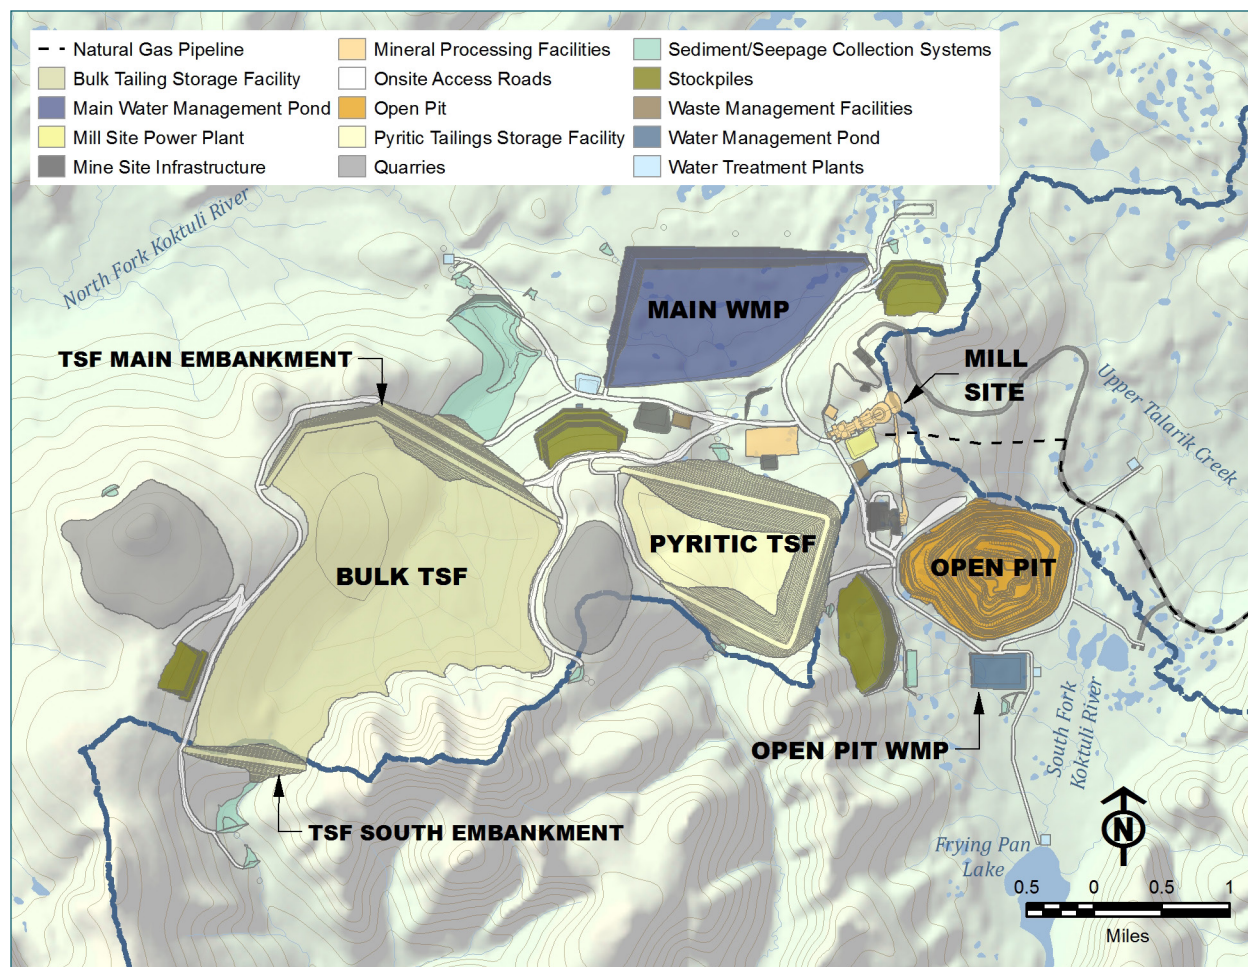 Natural Gas Pipeline
Bulk Tailing Storage Facility
Main Water Management Pond
Mill Site Power Plant
Mine Site Infrastructure
Mineral Processing Facilities
Onsite Access Roads
Open Pit
Pyritic Tailings Storage Facility
Quarries
Sediment/Seepage Collection Systems
Stockpiles
Waste Management Facilities
Water Management Pond
Water Treatment Plants
North Fork Koktuli River
MAIN WMP
TSF MAIN EMBANKMENT
MILL
SITE
Upper Talarik Creek
PYRITIC TSF
BULK TSF
OPEN PIT
OPEN PIT WMP
South Fork
Koktuli River
TSF SOUTH EMBANKMENT
Frying Pan
Lake
N
0.5 0 0.5 1
Miles